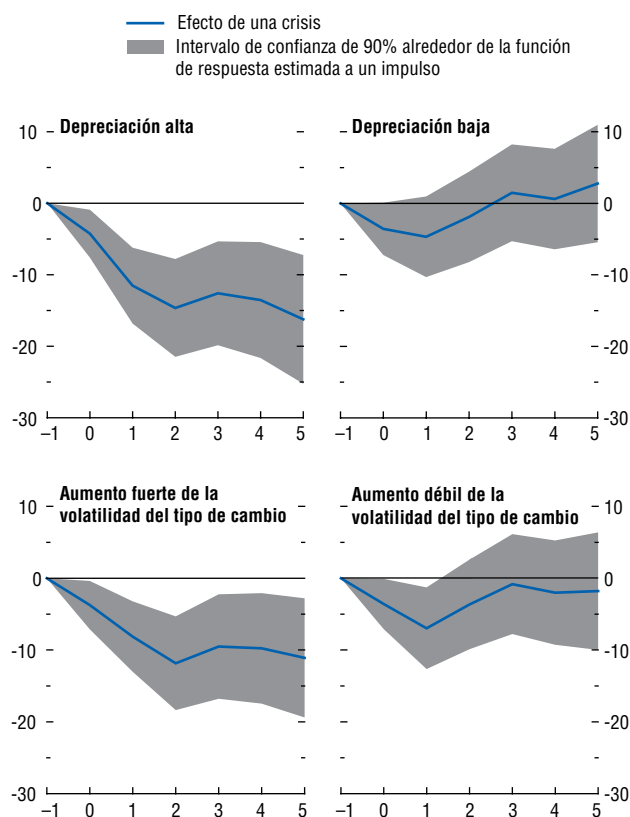 Efecto de una crisis
Intervalo de confianza de 90% alrededor de la función
de respuesta estimada a un impulso
Depreciación alta
10
0
-10
-20
-30
–1 0 1 2 3 4 5
Depreciación baja
10
0
-10
-20
-30
–1 0 1 2 3 4 5
Aumento fuerte de la
volatilidad del tipo de cambio
10
0
-10
-20
-30
–1 0 1 2 3 4 5
Aumento débil de la
volatilidad del tipo de cambio
10
0
-10
-20
-30
–1 0 1 2 3 4 5